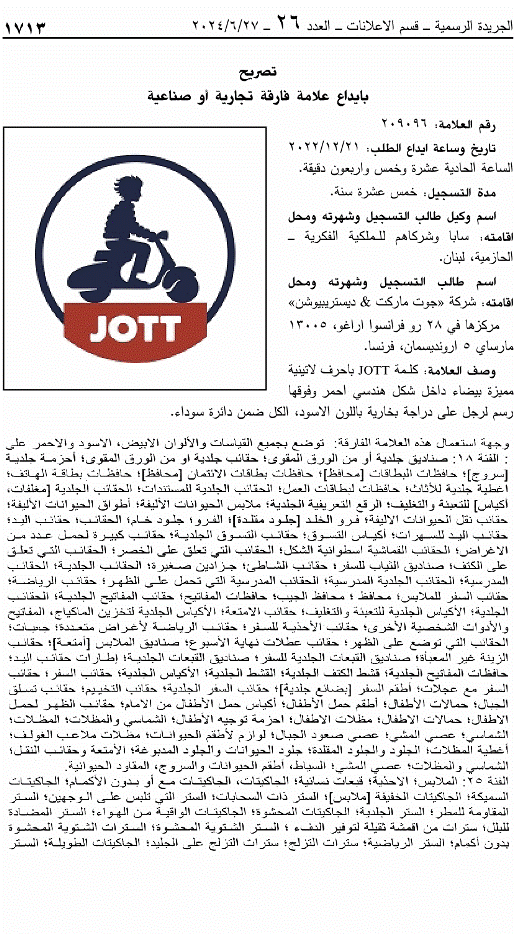 الجريدة الرسمية ــ قسم الاعلانات ــ العدد ٢٦ ــ ٢٠٢٤/٦/٢٧
١٧١٣
تصريح
بايداع علامة فارقة تجارية أو صناعية
رقم العلامة: ٢٠٩٠٩٦
تاريخ وساعة ايداع الطلب: ٢٠٢٢/١٢/٢١
الساعة الحادية عشرة وخمس واربعون دقيقة.
مدة التسجيل: خمس عشرة سنة.
اسم وكيل طالب التسجيل وشهرته ومحل
اقامته: سابا وشركاهم للملكية الفكرية ــ
الحازمية، لبنان.
اسم طالب التسجيل وشهرته ومحل
اقامته: شركة «جوت ماركت & ديستريبيوشن»
مركزها في ٢٨ رو فرانسوا اراغو، ١٣٠٠٥
مارساي ٥ ارونديسمان، فرنسا.
وصف العلامة: كلمة JOTT باحرف لاتينية
مميزة بيضاء داخل شكل هندسي احمر وفوقها
رسم لرجل على دراجة بخارية باللون الاسود، الكل ضمن دائرة سوداء.
JOTT
وجهة استعمال هذه العلامة الفارقة: توضع بجميع القياسات والألوان الابيض، الاسود والاحمر على
: الفئة ١٨: صناديق جلدية أو من الورق المقوى؛ حقائب جلدية او من الورق المقوى؛ أحزمة جلدية
[سروج]؛ حافظات البطاقات [محافظ]؛ حافظات بطاقات الائتمان [محافظ]؛ حافظات بطاقة الهاتف؛
اغطية جلدية للأثاث؛ حافظات لبطاقات العمل؛ الحقائب الجلدية للمستندات؛ الحقائب الجلدية [مغلفات،
أكياس] للتعبئة والتغليف؛ الرقع التعريفية الجلدية؛ ملابس الحيوانات الأليفة؛ أطواق الحيوانات الأليفة؛
حقائب نقل الحيوانات الاليفة؛ فرو الخلد [جلود مقلدة]؛ الفرو؛ جلود خام؛ الحقائب؛ حقائب اليد؛
حقائب اليد للسهرات؛ أكياس التسوق؛ حقائب التسوق الجلدية؛ حقائب كبيرة لحمل عدد من
الاغراض؛ الحقائب القماشية اسطوانية الشكل؛ الحقائب التي تعلق على الخصر؛ الحقائب التي تعلق
على الكتف؛ صناديق الثياب للسفر؛ حقائب الشاطئ؛ جزادين صغيرة؛ الحقائب الجلدية؛ الحقائب
المدرسية؛ الحقائب الجلدية المدرسية؛ الحقائب المدرسية التي تحمل على الظهر؛ حقائب الرياضة؛
حقائب السفر للملابس؛ محافظ؛ محافظ الجيب؛ حافظات المفاتيح؛ حقائب المفاتيح الجلدية؛ الحقائب
الجلدية؛ الأكياس الجلدية للتعبئة والتغليف؛ حقائب الامتعة؛ الأكياس الجلدية لتخزين الماكياج، المفاتيح
والأدوات الشخصية الأخرى؛ حقائب الأحذية للسفر؛ حقائب الرياضة لأغراض متعددة؛ جعبات؛
الحقائب التي توضع على الظهر؛ حقائب عطلات نهاية الأسبوع؛ صناديق الملابس [أمتعة]؛ حقائب
الزينة غير المعبأة؛ صناديق القبعات الجلدية للسفر؛ صناديق القبعات الجلدية؛ إطارات حقائب اليد؛
حافظات المفاتيح الجلدية؛ قشط الكتف الجلدية؛ القشط الجلدية؛ الأكياس الجلدية؛ حقائب السفر؛ حقائب
السفر مع عجلات؛ أطقم السفر [بضائع جلدية]؛ حقائب السفر الجلدية؛ حقائب التخييم؛ حقائب تسلق
الجبال؛ حمالات الأطفال؛ أطقم حمل الأطفال؛ أكياس حمل الأطفال من الامام؛ حقائب الظهر لحمل
الاطفال؛ حمالات الاطفال؛ مظلات الاطفال؛ احزمة توجيه الأطفال؛ الشماسي والمظلات؛ المظلات؛
الشماسي؛ عصي المشي؛ عصي صعود الجبال؛ لوازم لأطقم الحيوانات؛ مظلات ملاعب الغولف؛
أغطية المظلات؛ الجلود والجلود المقلدة؛ جلود الحيوانات والجلود المدبوغة؛ الأمتعة وحقائب النقل؛
الشماسي والمظلات؛ عصي المشي؛ السياط، أطقم الحيوانات والسروج، المقاود الحيوانية.
الفئة ٢٥: الملابس؛ الاحذية؛ قبعات نسائية؛ الجاكيتات، الجاكيتات مع أو بدون الأكمام؛ الجاكيتات
السميكة؛ الجاكيتات الخفيفة [ملابس]؛ الستر ذات السحابات؛ الستر التي تلبس على الوجهين؛ الستر
المقاومة للمطر؛ الستر الجلدية؛ الجاكيتات المحشوة؛ الجاكيتات الواقية من الهواء؛ الستر المضادة
للبلل؛ سترات من اقمشة ثقيلة لتوفير الدفء؛ الستر الشتوية المحشوة؛ السترات الشتوية المحشوة
بدون أكمام؛ الستر الرياضية؛ سترات التزلج؛ سترات التزلج على الجليد؛ الجاكيتات الطويلة؛ الستر